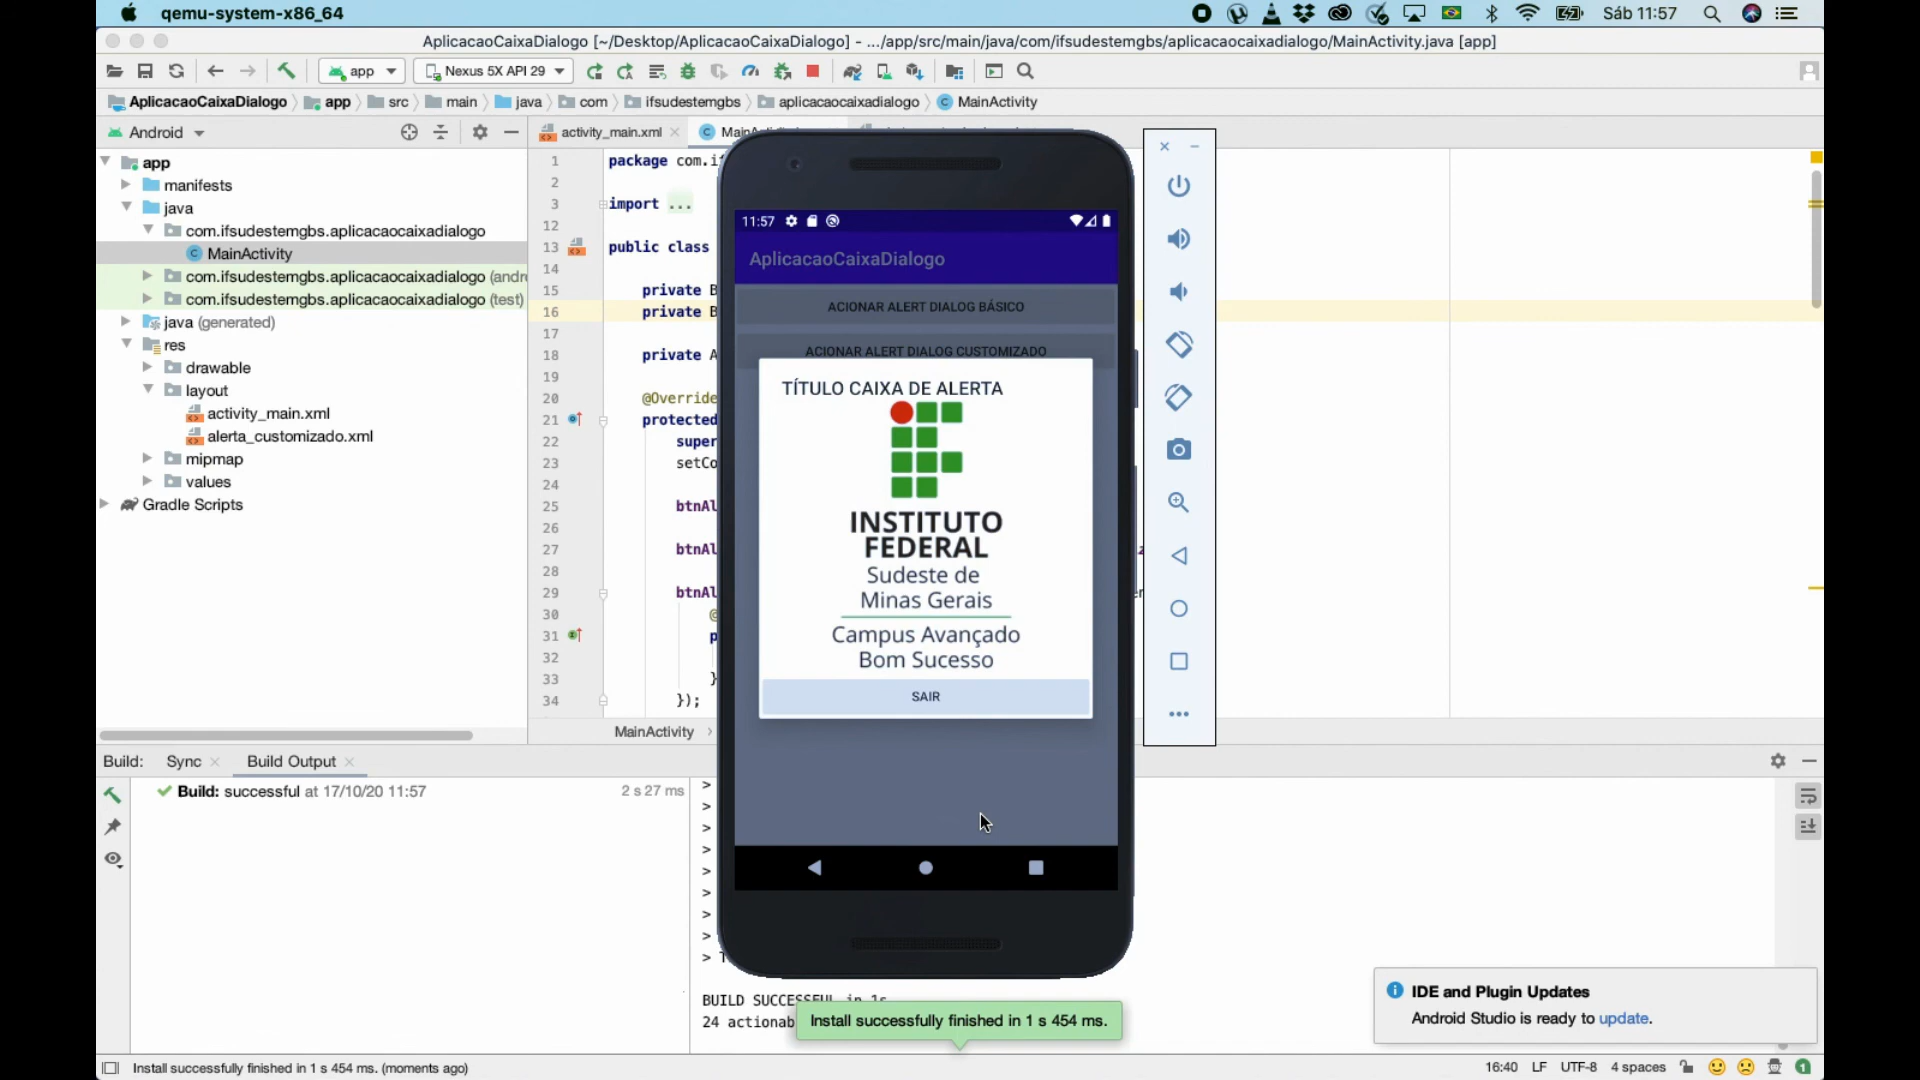 qemu-system-x86_64
Sáb 11:57
AplicacaoCaixaDialogo [~/Desktop/AplicacaoCaixaDialogo] - .../app/src/main/java/com/ifsudestemgbs/aplicacaocaixadialogo/MainActivity.java [app]
app
Nexus 5X API 29
AplicacaoCaixaDialogo
app
src
main
java
com
ifsudestemgbs
aplicacaocaixadialogo
MainActivity
Android
app
manifests
java
com.ifsudestemgbs.aplicacaocaixadialogo
MainActivity
com.ifsudestemgbs.aplicacaocaixadialogo (andr
com.ifsudestemgbs.aplicacaocaixadialogo (test)
java (generated)
res
drawable
layout
activity_main.xml
alerta_customizado.xml
mipmap
values
Gradle Scripts
activity_main.xml
1 package com.i
2
3 import ...
12
13 public class
14
15 private B
16 private B
17
18 private A
19
20 @Override
21 protected
22 super
23 setCo
24
25 btnAl
26
27 btnAl
28
29 btnAl
30 @
31 p
32
33 }
34 });
MainActivity
11:57
AplicacaoCaixaDialogo
ACIONAR ALERT DIALOG BÁSICO
ACIONAR ALERT DIALOG CUSTOMIZADO
TÍTULO CAIXA DE ALERTA
INSTITUTO
FEDERAL
Sudeste de
Minas Gerais
Campus Avançado
Bom Sucesso
SAIR
Build:
Sync
Build Output
Build: successful at 17/10/20 11:57
2 s 27 ms
>
>
>
>
>
>
>
>
> T
BUILD SUCCESSFUL in 1s
24 actionab
Install successfully finished in 1 s 454 ms.
IDE and Plugin Updates
Android Studio is ready to update.
Install successfully finished in 1 s 454 ms. (moments ago)
16:40
LF
UTF-8
4 spaces
1